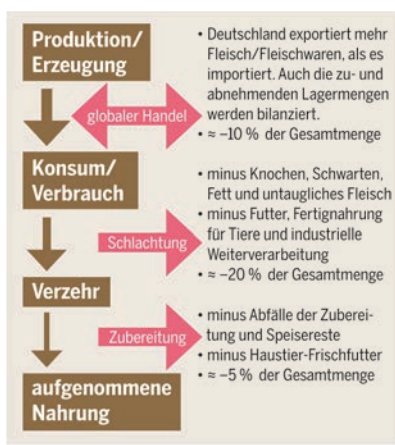 Produktion/
Erzeugung
• Deutschland exportiert mehr
Fleisch/Fleischwaren, als es
importiert. Auch die zu- und
abnehmenden Lagermengen
werden bilanziert.
• ≈ –10 % der Gesamtmenge
globaler Handel
Konsum/
Verbrauch
• minus Knochen, Schwarten,
Fett und untaugliches Fleisch
• minus Futter, Fertignahrung
für Tiere und industrielle
Weiterverarbeitung
• ≈ –20 % der Gesamtmenge
Schlachtung
Verzehr
• minus Abfälle der Zuberei-
tung und Speisereste
• minus Haustier-Frischfutter
• ≈ –5 % der Gesamtmenge
Zubereitung
aufgenommene
Nahrung